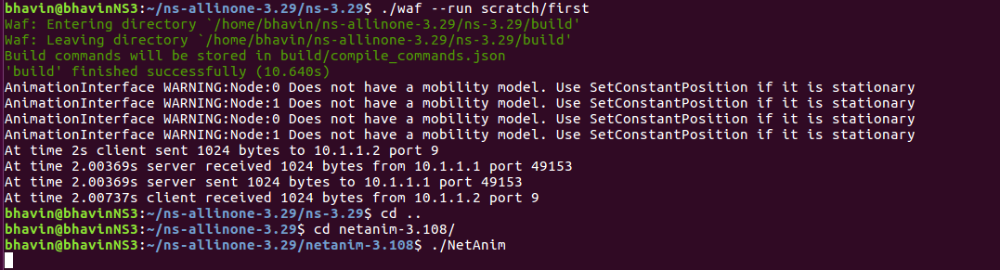 bhavin@bhavinNS3:~/ns-allinone-3.29/ns-3.29$ ./waf --run scratch/first
Waf: Entering directory `/home/bhavin/ns-allinone-3.29/ns-3.29/build'
Waf: Leaving directory `/home/bhavin/ns-allinone-3.29/ns-3.29/build'
Build commands will be stored in build/compile_commands.json
'build' finished successfully (10.640s)
AnimationInterface WARNING:Node:0 Does not have a mobility model. Use SetConstantPosition if it is stationary
AnimationInterface WARNING:Node:1 Does not have a mobility model. Use SetConstantPosition if it is stationary
AnimationInterface WARNING:Node:0 Does not have a mobility model. Use SetConstantPosition if it is stationary
AnimationInterface WARNING:Node:1 Does not have a mobility model. Use SetConstantPosition if it is stationary
At time 2s client sent 1024 bytes to 10.1.1.2 port 9
At time 2.00369s server received 1024 bytes from 10.1.1.1 port 49153
At time 2.00369s server sent 1024 bytes to 10.1.1.1 port 49153
At time 2.00737s client received 1024 bytes from 10.1.1.2 port 9
bhavin@bhavinNS3:~/ns-allinone-3.29/ns-3.29$ cd ..
bhavin@bhavinNS3:~/ns-allinone-3.29$ cd netanim-3.108/
bhavin@bhavinNS3:~/ns-allinone-3.29/netanim-3.108$ ./NetAnim